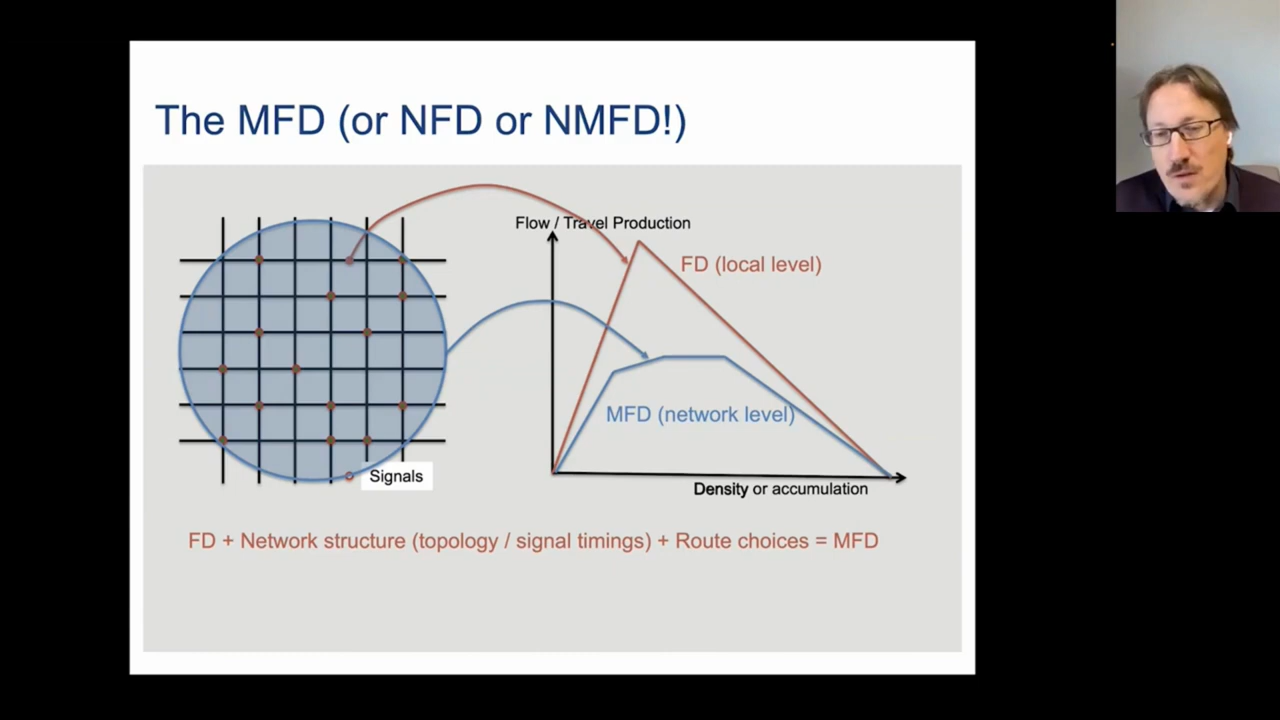 The MFD (or NFD or NMFD!)
Flow / Travel Production
FD (local level)
MFD (network level)
Signals
Density or accumulation
FD + Network structure (topology / signal timings) + Route choices = MFD